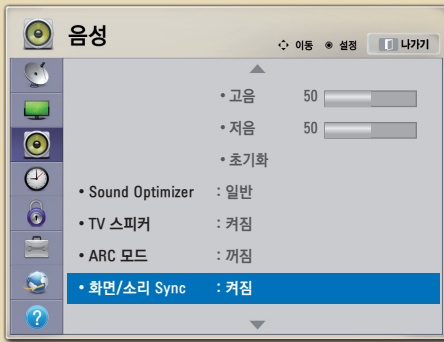 음성
이동 설정 나가기
• 고음 50
• 저음 50
• 초기화
• Sound Optimizer : 일반
• TV 스피커 : 켜짐
• ARC 모드 : 꺼짐
• 화면/소리 Sync : 켜짐
?